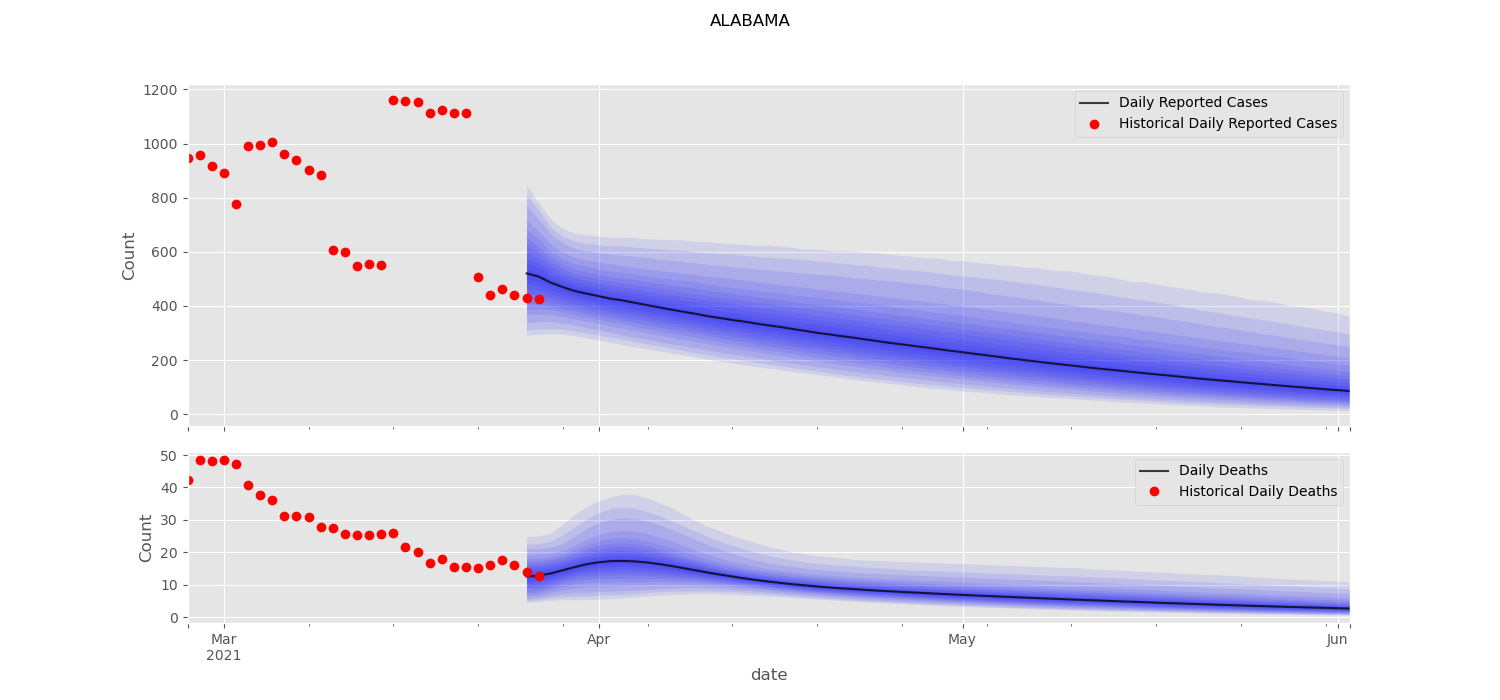 ALABAMA
1200
1000
800
600
400
200
0
Count
Daily Reported Cases
Historical Daily Reported Cases
50
40
30
20
10
0
Count
Daily Deaths
Historical Daily Deaths
Mar
2021
Apr
May
Jun
date